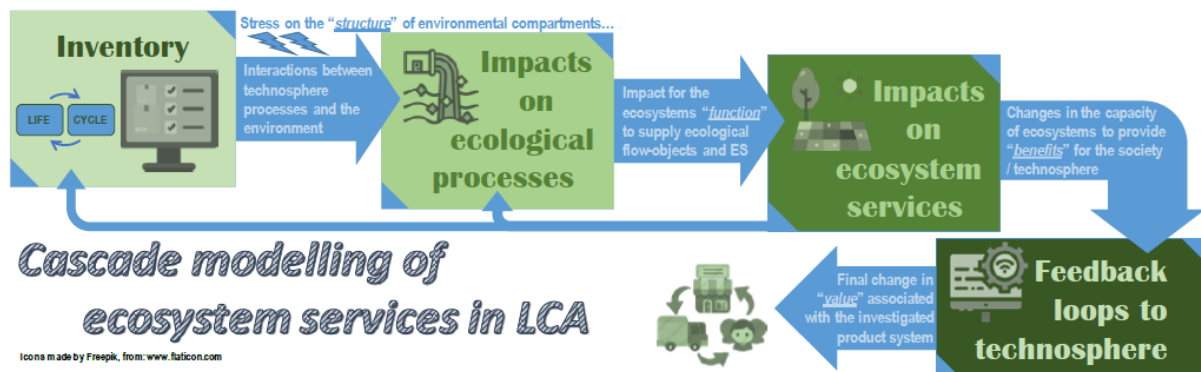 Stress on the “structure” of environmental compartments…
Inventory
LIFE
CYCLE
Interactions between
technosphere
processes and the
environment
Impacts
on
ecological
processes
Impact for the
ecosystems “function”
to supply ecological
flow-objects and ES
Impacts
on
ecosystem
services
Changes in the capacity
of ecosystems to provide
“benefits” for the society
/ technosphere
Feedback
loops to
technosphere
Final change in
“value” associated
with the investigated
product system
Cascade modelling of
ecosystem services in LCA
Icons made by Freepik, from: www.flaticon.com